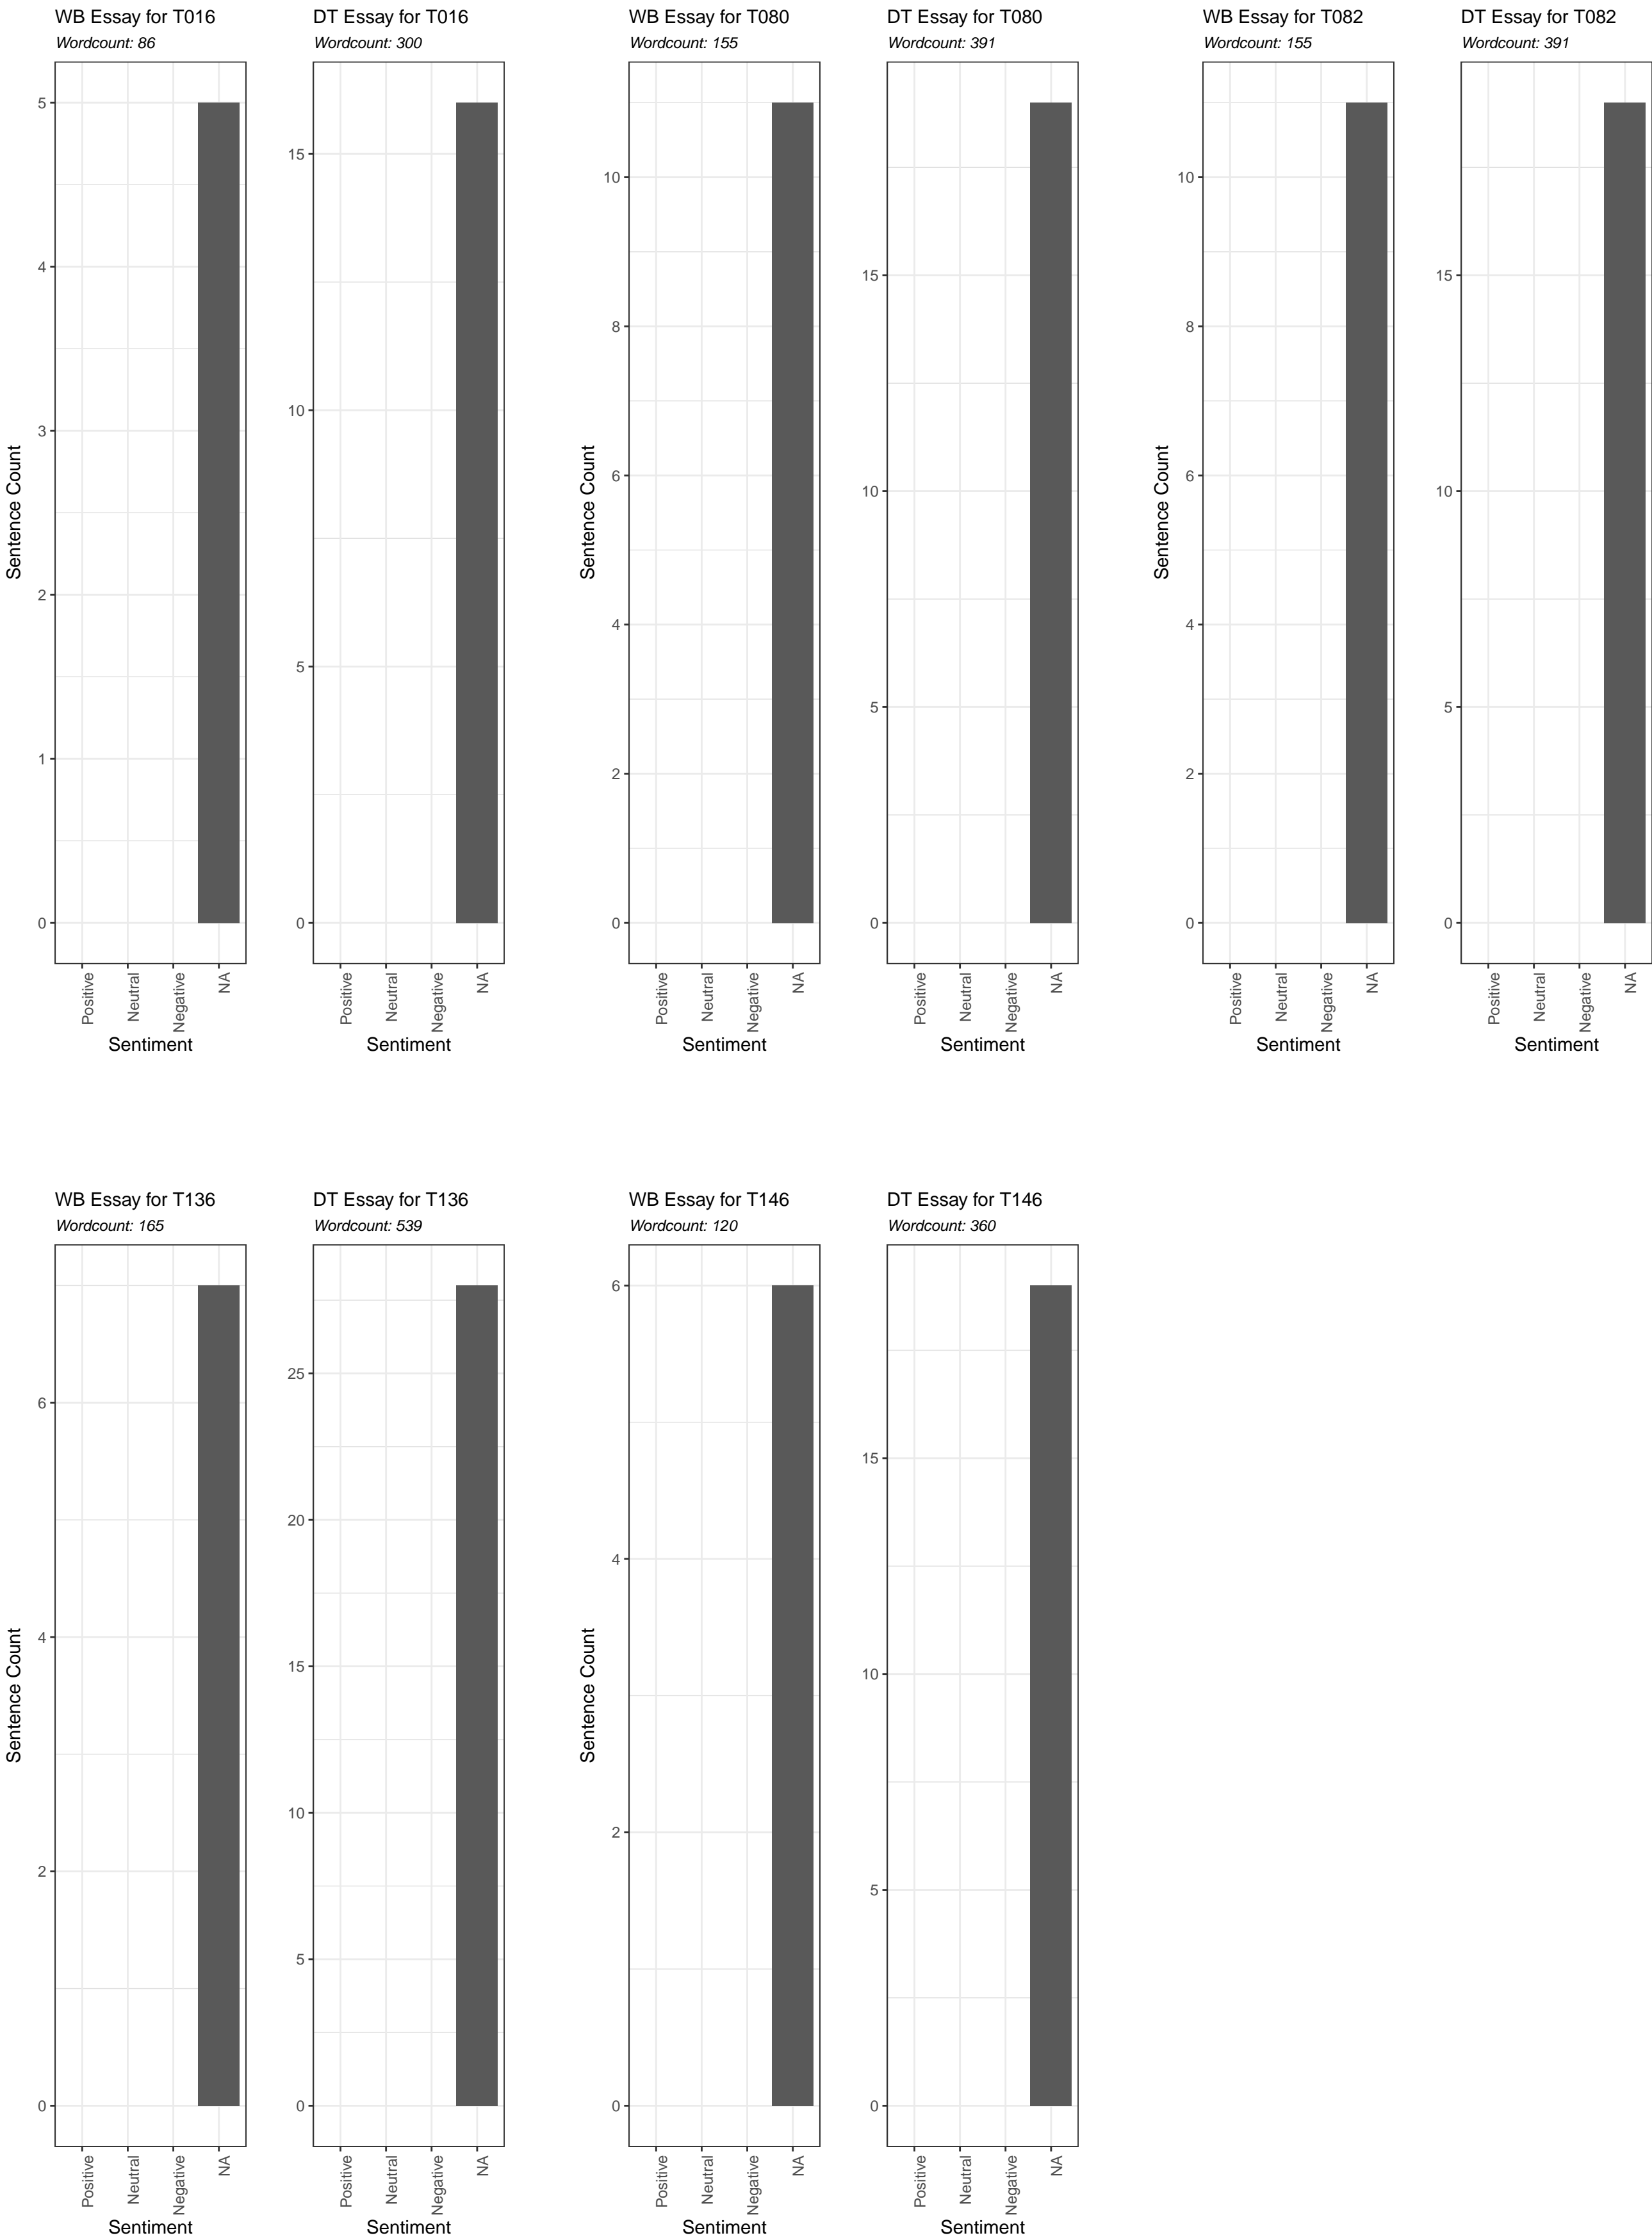 WB Essay for T016
Wordcount: 86
Sentence Count
5
4
3
2
1
0
Positive
Neutral
Negative
NA
Sentiment
DT Essay for T016
Wordcount: 300
15
10
5
0
Positive
Neutral
Negative
NA
Sentiment
WB Essay for T080
Wordcount: 155
Sentence Count
10
8
6
4
2
0
Positive
Neutral
Negative
NA
Sentiment
DT Essay for T080
Wordcount: 391
15
10
5
0
Positive
Neutral
Negative
NA
Sentiment
WB Essay for T082
Wordcount: 155
Sentence Count
10
8
6
4
2
0
Positive
Neutral
Negative
NA
Sentiment
DT Essay for T082
Wordcount: 391
15
10
5
0
Positive
Neutral
Negative
NA
Sentiment
WB Essay for T136
Wordcount: 165
Sentence Count
6
4
2
0
Positive
Neutral
Negative
NA
Sentiment
DT Essay for T136
Wordcount: 539
25
20
15
10
5
0
Positive
Neutral
Negative
NA
Sentiment
WB Essay for T146
Wordcount: 120
Sentence Count
6
4
2
0
Positive
Neutral
Negative
NA
Sentiment
DT Essay for T146
Wordcount: 360
15
10
5
0
Positive
Neutral
Negative
NA
Sentiment